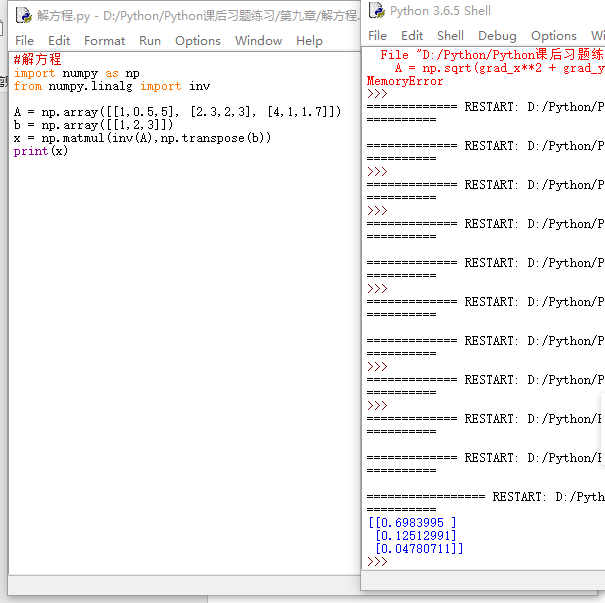 解方程.py - D:/Python/Python课后习题练习/第九章/解方程.
File Edit Format Run Options Window Help
#解方程
import numpy as np
from numpy.linalg import inv
A = np.array([[1,0.5,5], [2.3,2,3], [4,1,1.7]])
b = np.array([[1,2,3]])
x = np.matmul(inv(A),np.transpose(b))
print(x)
Python 3.6.5 Shell
File Edit Shell Debug Options Wi
File "D:/Python/Python课后习题练
A = np.sqrt(grad_x**2 + grad_y
MemoryError
>>>
============= RESTART: D:/Python/P
==========
============= RESTART: D:/Python/P
==========
>>>
============= RESTART: D:/Python/P
==========
>>>
============= RESTART: D:/Python/P
==========
============= RESTART: D:/Python/P
==========
>>>
============= RESTART: D:/Python/P
==========
============= RESTART: D:/Python/P
==========
>>>
============= RESTART: D:/Python/P
==========
>>>
============= RESTART: D:/Python/P
==========
============= RESTART: D:/Python/P
==========
================= RESTART: D:/Pyth
==========
[[0.6983995 ]
[0.12512991]
[0.04780711]]
>>>